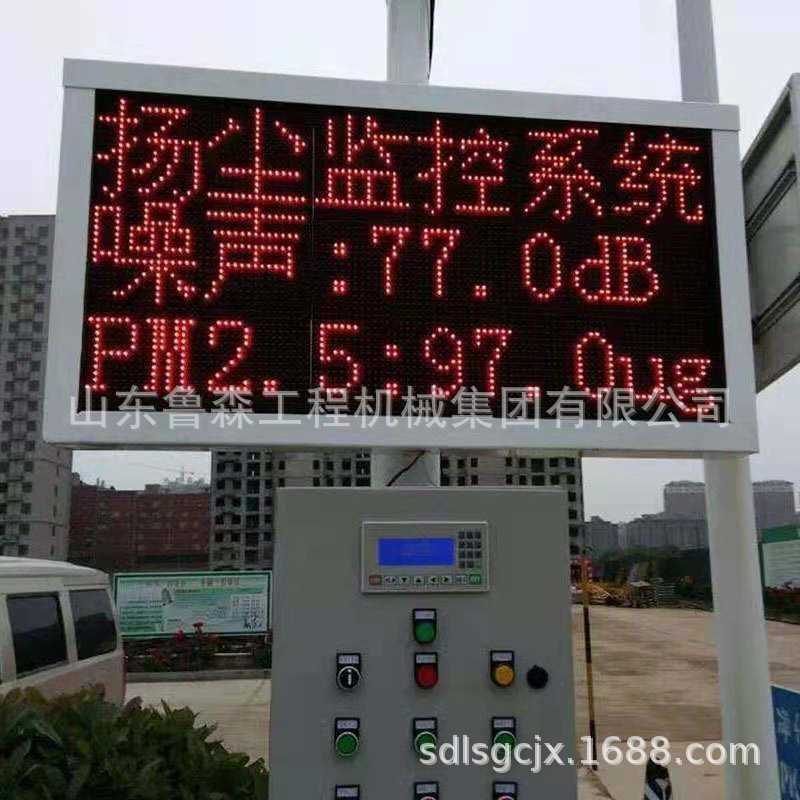 扬尘监控系统
噪声:77.0dB
PM2.5:97.0ug
山东鲁森工程机械集团有限公司
sdlsgcjx.1688.com